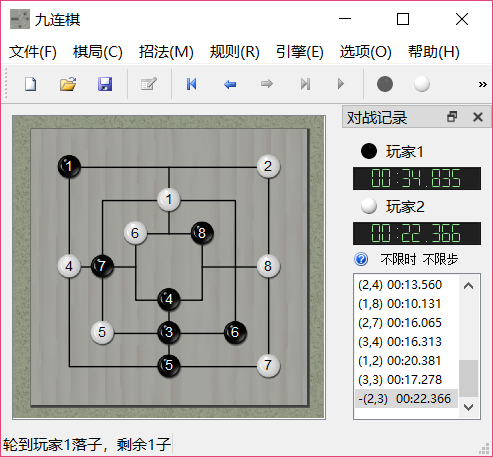 九连棋
文件(F) 棋局(C) 招法(M) 规则(R) 引擎(E) 选项(O) 帮助(H)
»
对战记录
玩家1
00:34.835
玩家2
00:22.366
不限时 不限步
(2,4) 00:13.560
(1,8) 00:10.131
(2,7) 00:16.065
(3,4) 00:16.313
(1,2) 00:20.381
(3,3) 00:17.278
-(2,3) 00:22.366
1 2
1
6 8
4 7 8
4
5 3 6
5 7
轮到玩家1落子，剩余1子